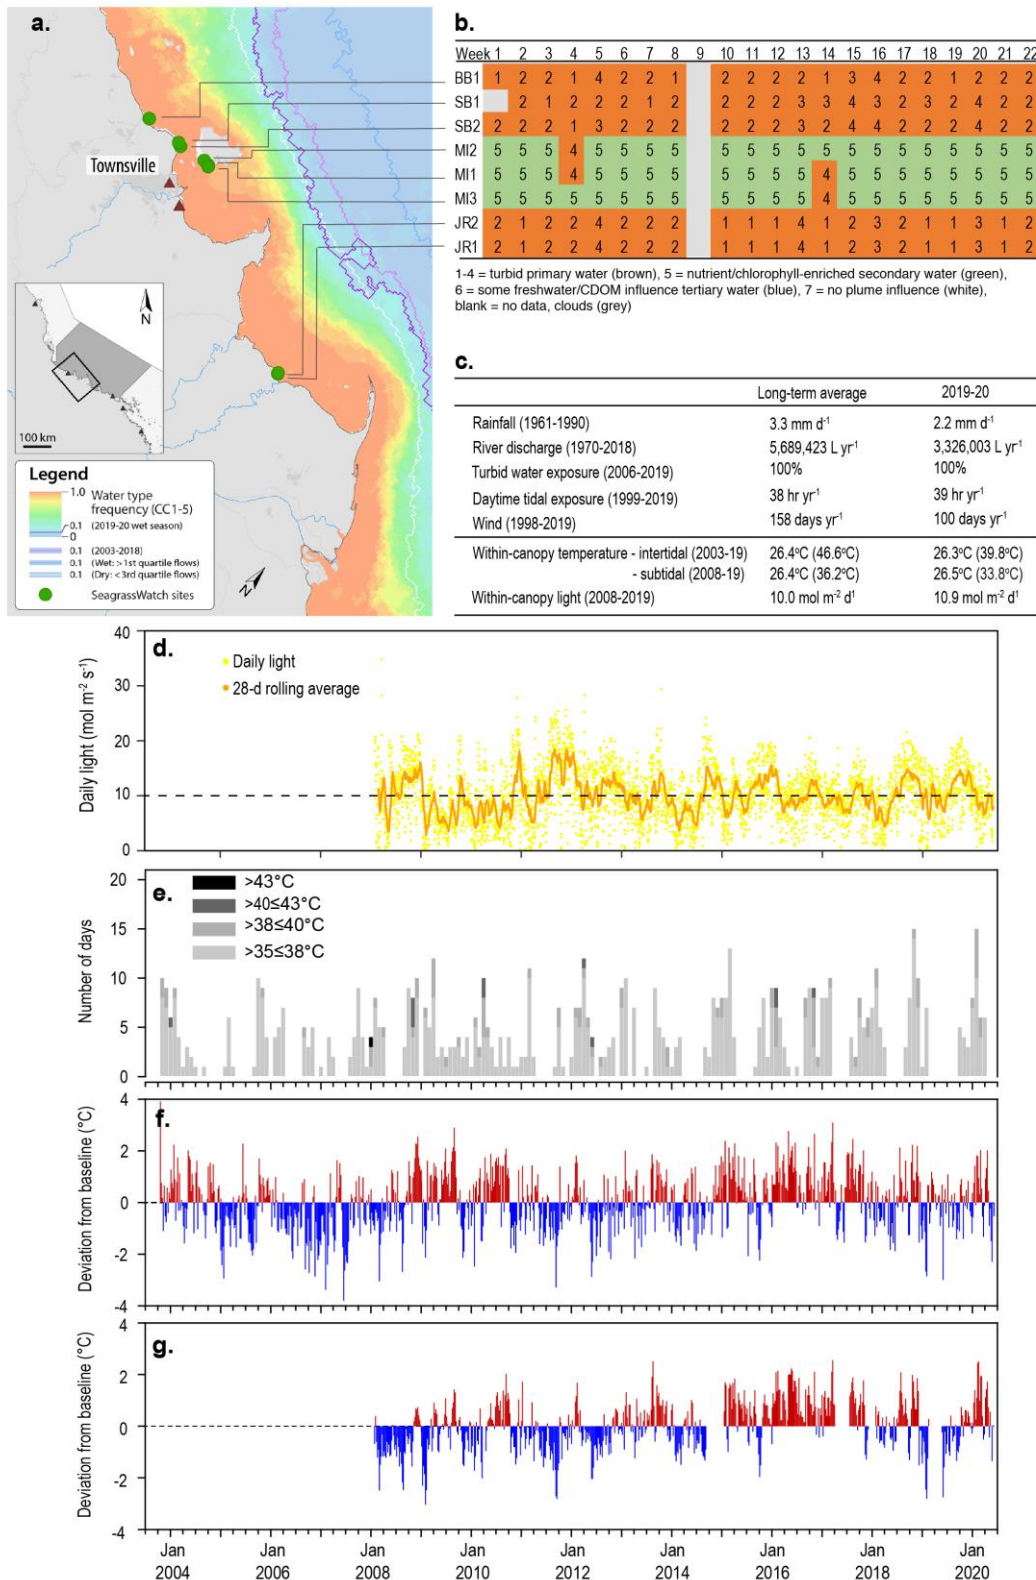 a.
Townsville
N
100 km
Legend
1.0
Water type
frequency (CC1-5)
0.1 (2019-20 wet season)
0
0.1 (2003-2018)
0.1 (Wet: >1st quartile flows)
0.1 (Dry: <3rd quartile flows)
SeagrassWatch sites
N
b.
Week 1 2 3 4 5 6 7 8 9 10 11 12 13 14 15 16 17 18 19 20 21 22
BB1 1 2 2 1 4 2 2 1 2 2 2 2 1 3 4 2 2 1 2 2 2
SB1 2 1 2 2 2 1 2 2 2 2 3 3 4 3 2 3 2 4 2 2
SB2 2 2 2 1 3 2 2 2 2 2 2 3 2 4 4 2 2 2 4 2 2
MI2 5 5 5 4 5 5 5 5 5 5 5 5 5 5 5 5 5 5 5 5 5
MI1 5 5 5 4 5 5 5 5 5 5 5 5 4 5 5 5 5 5 5 5 5
MI3 5 5 5 5 5 5 5 5 5 5 5 5 4 5 5 5 5 5 5 5 5
JR2 2 1 2 2 4 2 2 2 1 1 1 4 1 2 3 2 1 1 3 1 2
JR1 2 1 2 2 4 2 2 2 1 1 1 4 1 2 3 2 1 1 3 1 2
1-4 = turbid primary water (brown), 5 = nutrient/chlorophyll-enriched secondary water (green),
6 = some freshwater/CDOM influence tertiary water (blue), 7 = no plume influence (white),
blank = no data, clouds (grey)
c.
Long-term average 2019-20
Rainfall (1961-1990) 3.3 mm d⁻¹ 2.2 mm d⁻¹
River discharge (1970-2018) 5,689,423 L yr⁻¹ 3,326,003 L yr⁻¹
Turbid water exposure (2006-2019) 100% 100%
Daytime tidal exposure (1999-2019) 38 hr yr⁻¹ 39 hr yr⁻¹
Wind (1998-2019) 158 days yr⁻¹ 100 days yr⁻¹
Within-canopy temperature - intertidal (2003-19) 26.4ºC (46.6ºC) 26.3ºC (39.8ºC)
- subtidal (2008-19) 26.4ºC (36.2ºC) 26.5ºC (33.8ºC)
Within-canopy light (2008-2019) 10.0 mol m⁻² d¹ 10.9 mol m⁻² d¹
d.
Daily light (mol m⁻² s⁻¹)
40
30
20
10
0
Daily light
28-d rolling average
e.
Number of days
20
15
10
5
0
>43°C
>40≤43°C
>38≤40°C
>35≤38°C
f.
Deviation from baseline (°C)
4
2
0
-2
-4
g.
Deviation from baseline (°C)
4
2
0
-2
-4
Jan Jan Jan Jan Jan Jan Jan Jan Jan
2004 2006 2008 2010 2012 2014 2016 2018 2020